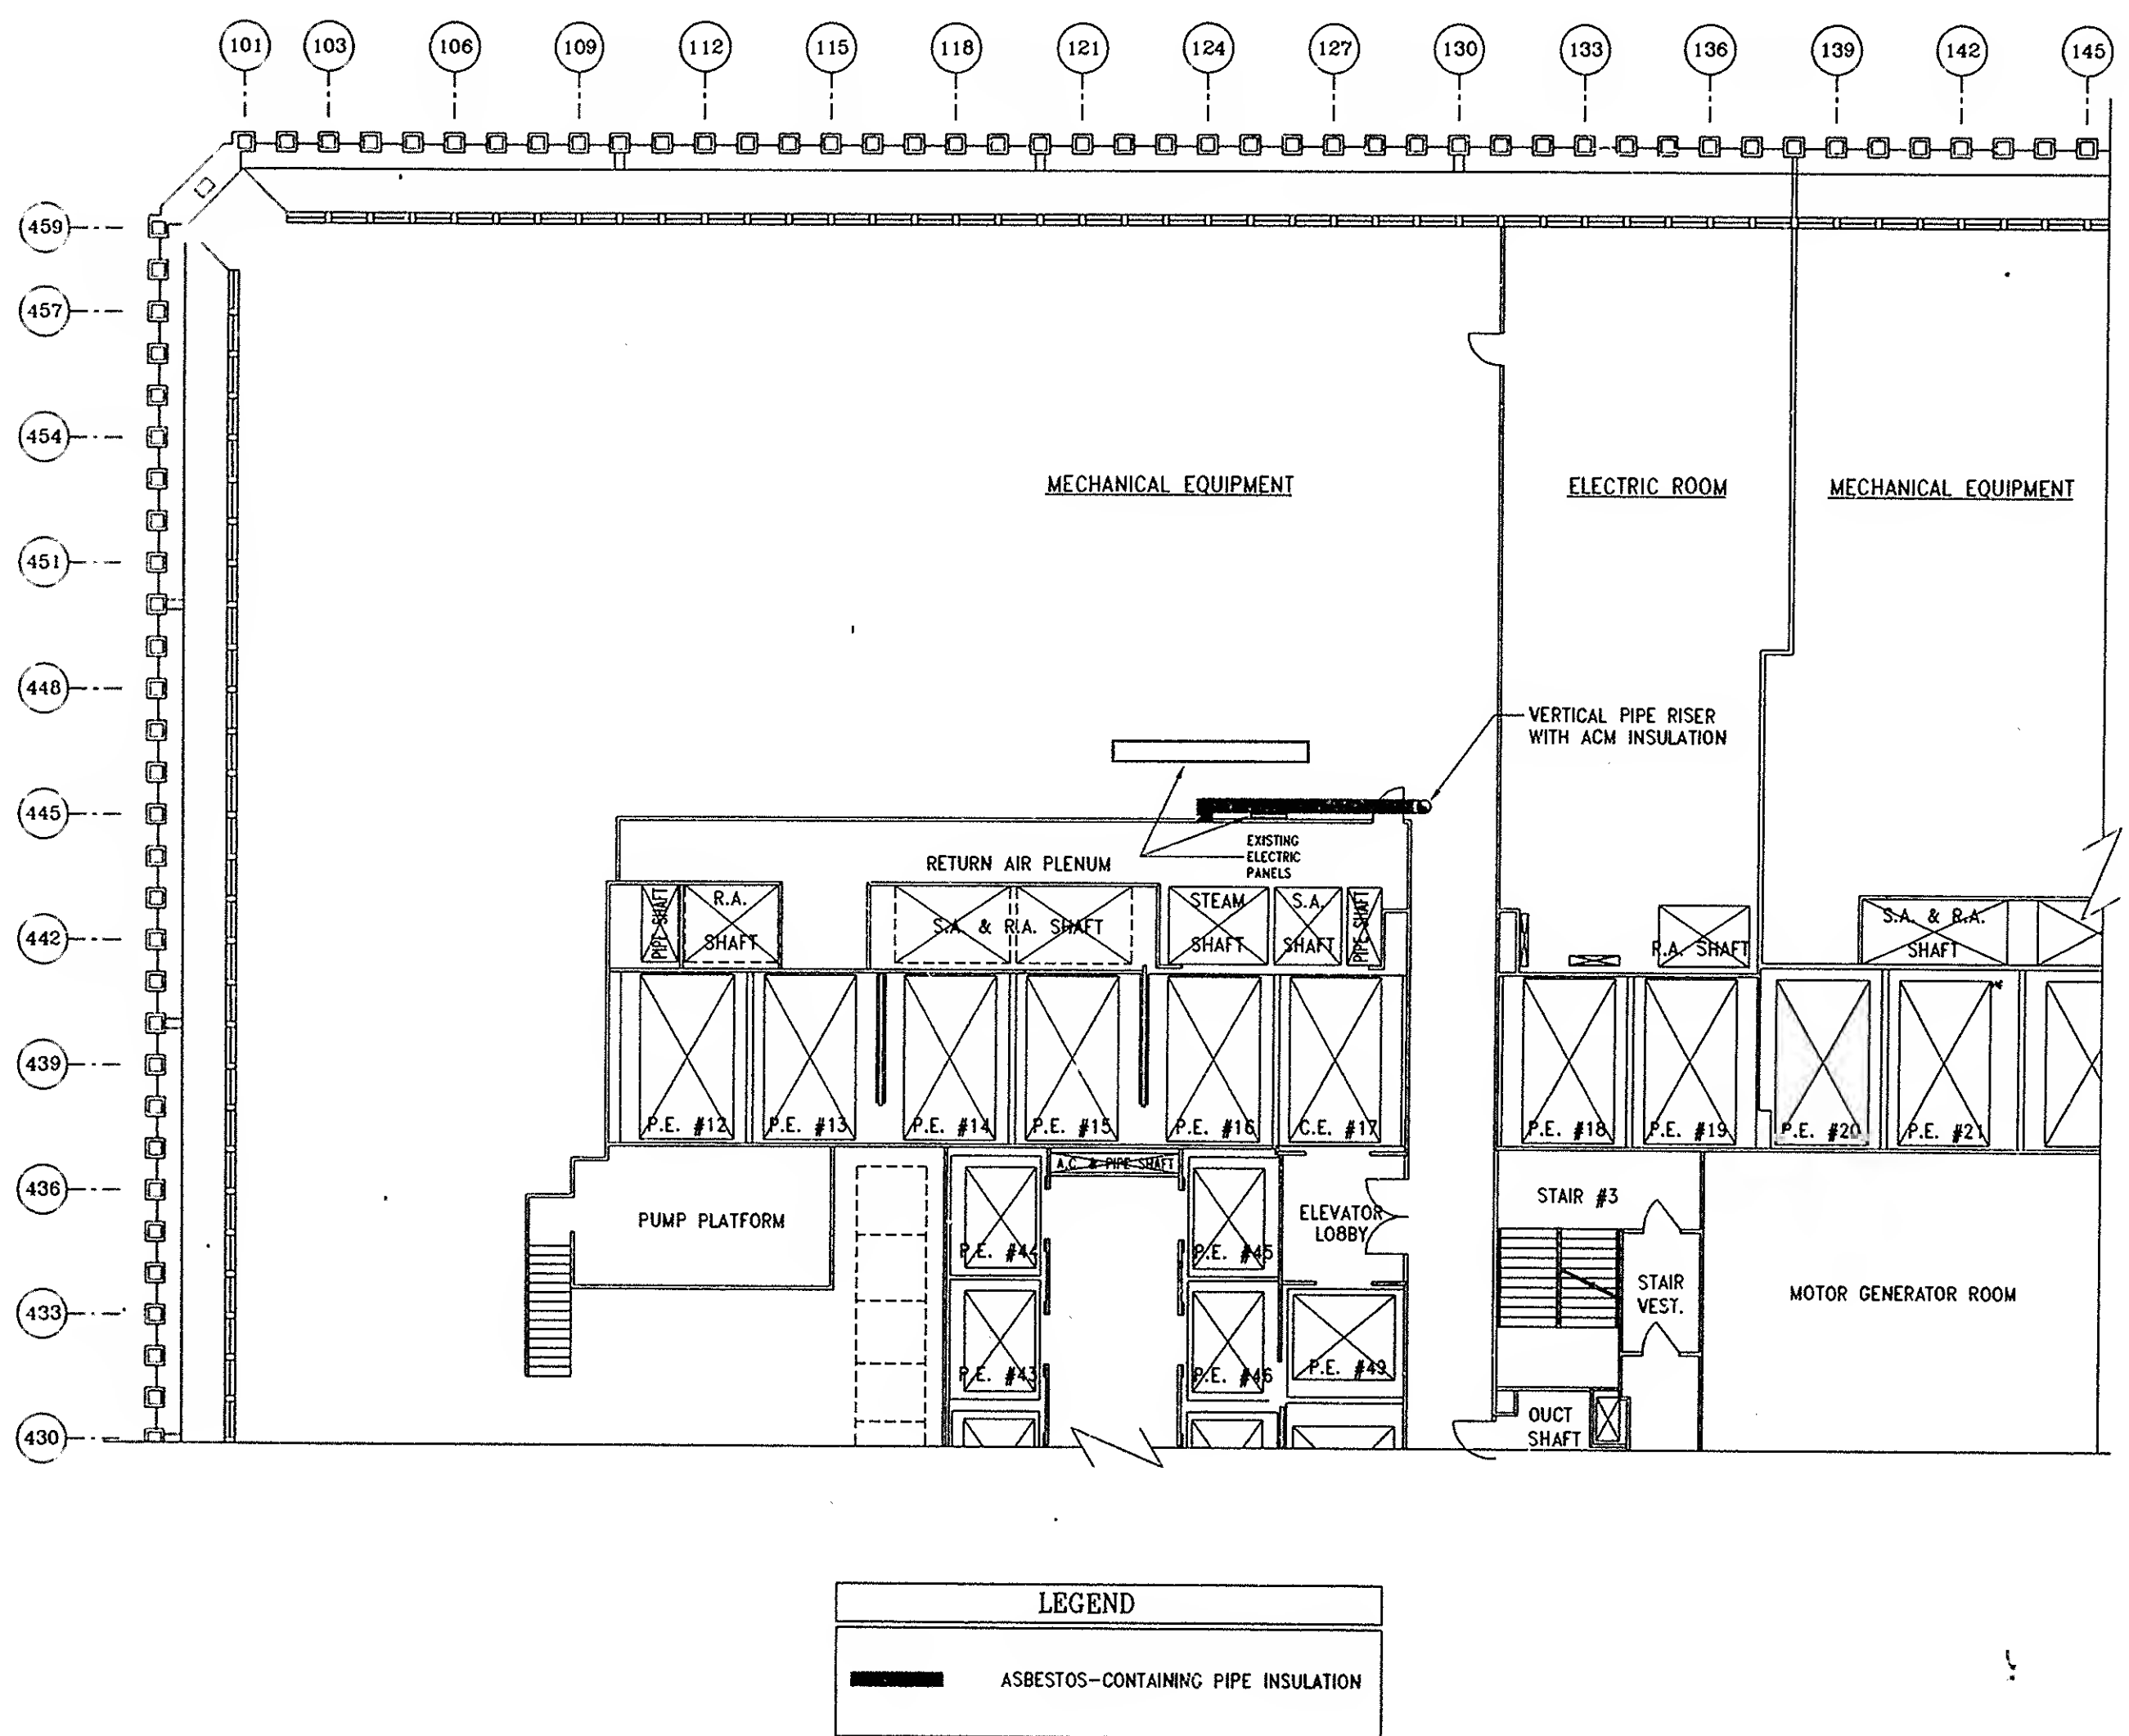 101 103 106 109 112 115 118 121 124 127 130 133 136 139 142 145
459
457
454
451
448
445
442
439
436
433
430
MECHANICAL EQUIPMENT
ELECTRIC ROOM
MECHANICAL EQUIPMENT
VERTICAL PIPE RISER
WITH ACM INSULATION
EXISTING
ELECTRIC
PANELS
RETURN AIR PLENUM
PIPE SHAFT
R.A.
SHAFT
S.A. & R.A. SHAFT
STEAM
SHAFT
S.A.
SHAFT
PIPE SHAFT
R.A. SHAFT
S.A. & R.A.
SHAFT
P.E. #12
P.E. #13
P.E. #14
P.E. #15
P.E. #16
C.E. #17
P.E. #18
P.E. #19
P.E. #20
P.E. #21
A.C. & PIPE SHAFT
PUMP PLATFORM
P.E. #44
P.E. #45
ELEVATOR
LOBBY
STAIR #3
STAIR
VEST.
MOTOR GENERATOR ROOM
P.E. #43
P.E. #46
P.E. #49
OUCT
SHAFT
LEGEND
ASBESTOS-CONTAINING PIPE INSULATION